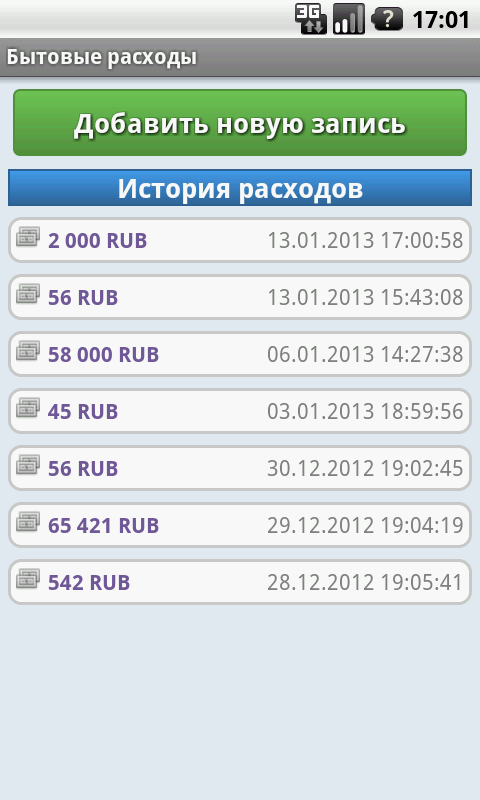 3G ? 17:01
Бытовые расходы
Добавить новую запись
История расходов
2 000 RUB 13.01.2013 17:00:58
56 RUB 13.01.2013 15:43:08
58 000 RUB 06.01.2013 14:27:38
45 RUB 03.01.2013 18:59:56
56 RUB 30.12.2012 19:02:45
65 421 RUB 29.12.2012 19:04:19
542 RUB 28.12.2012 19:05:41